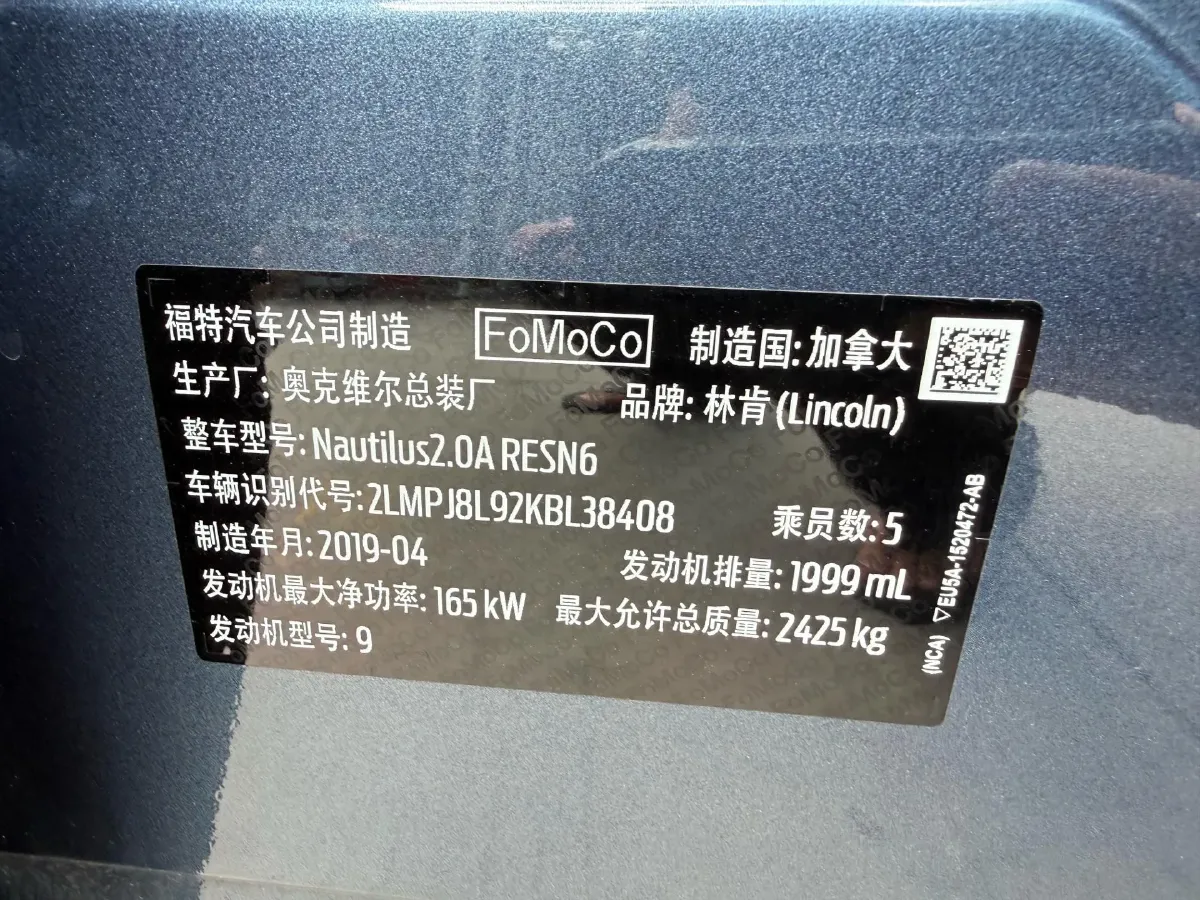 福特汽车公司制造 FoMoCo 制造国:加拿大
生产厂:奥克维尔总装厂 品牌:林肯(Lincoln)
整车型号:Nautilus2.0A RESN6
车辆识别代号:2LMPJ8L92KBL38408 乘员数:5
制造年月:2019-04 发动机排量:1999 mL
发动机最大净功率:165 kW 最大允许总质量:2425 kg
发动机型号:9
(NCA) ▽EU5A-1520472-AB